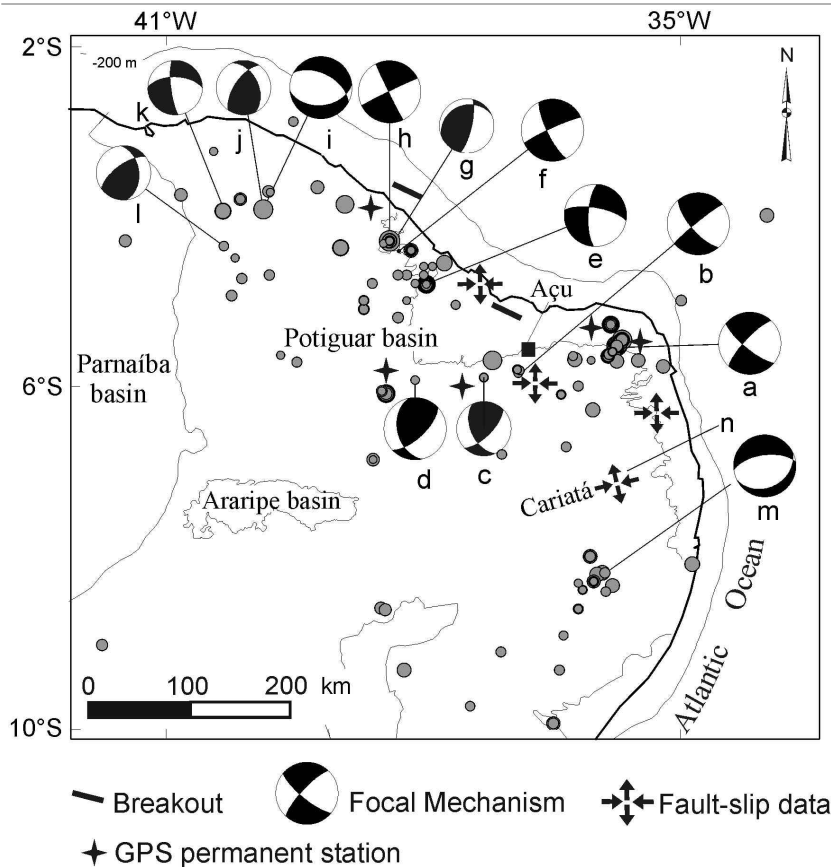 41°W
35°W
2°S
-200 m
N
k
j
i
h
g
f
l
e
b
Açu
Potiguar basin
Parnaíba
basin
a
6°S
n
d
c
Cariatá
m
Araripe basin
Atlantic Ocean
0 100 200 km
10°S
Breakout
Focal Mechanism
Fault-slip data
GPS permanent station